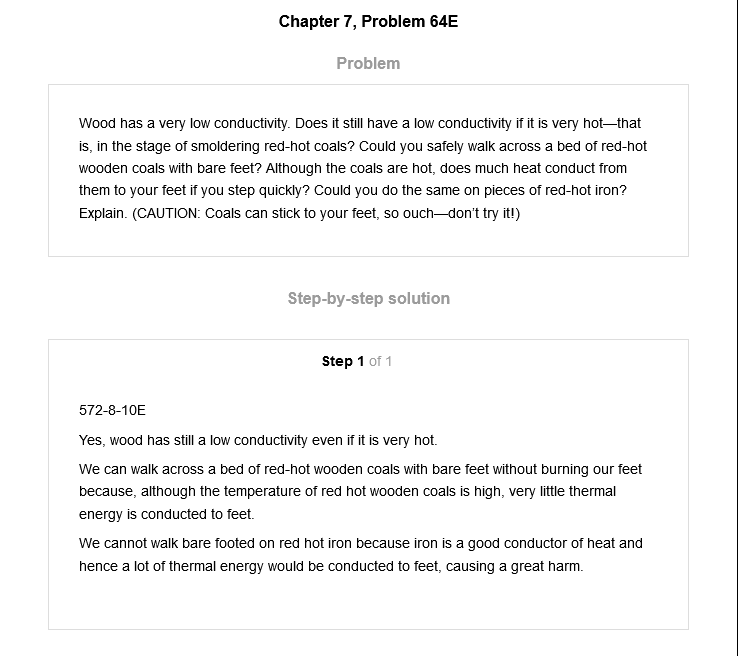 Chapter 7, Problem 64E
Problem
Wood has a very low conductivity. Does it still have a low conductivity if it is very hot—that
is, in the stage of smoldering red-hot coals? Could you safely walk across a bed of red-hot
wooden coals with bare feet? Although the coals are hot, does much heat conduct from
them to your feet if you step quickly? Could you do the same on pieces of red-hot iron?
Explain. (CAUTION: Coals can stick to your feet, so ouch—don't try it!)
Step-by-step solution
Step 1 of 1
572-8-10E
Yes, wood has still a low conductivity even if it is very hot.
We can walk across a bed of red-hot wooden coals with bare feet without burning our feet
because, although the temperature of red hot wooden coals is high, very little thermal
energy is conducted to feet.
We cannot walk bare footed on red hot iron because iron is a good conductor of heat and
hence a lot of thermal energy would be conducted to feet, causing a great harm.